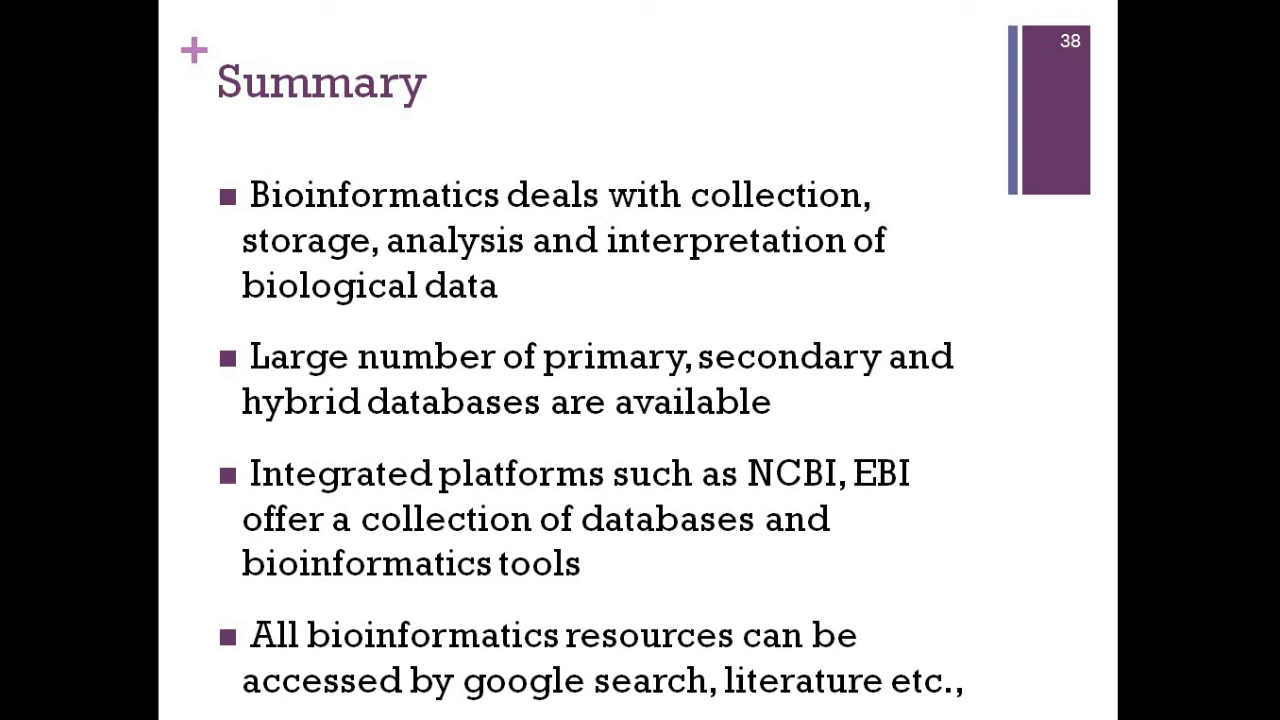 38
+
Summary
■ Bioinformatics deals with collection,
storage, analysis and interpretation of
biological data
■ Large number of primary, secondary and
hybrid databases are available
■ Integrated platforms such as NCBI, EBI
offer a collection of databases and
bioinformatics tools
■ All bioinformatics resources can be
accessed by google search, literature etc.,